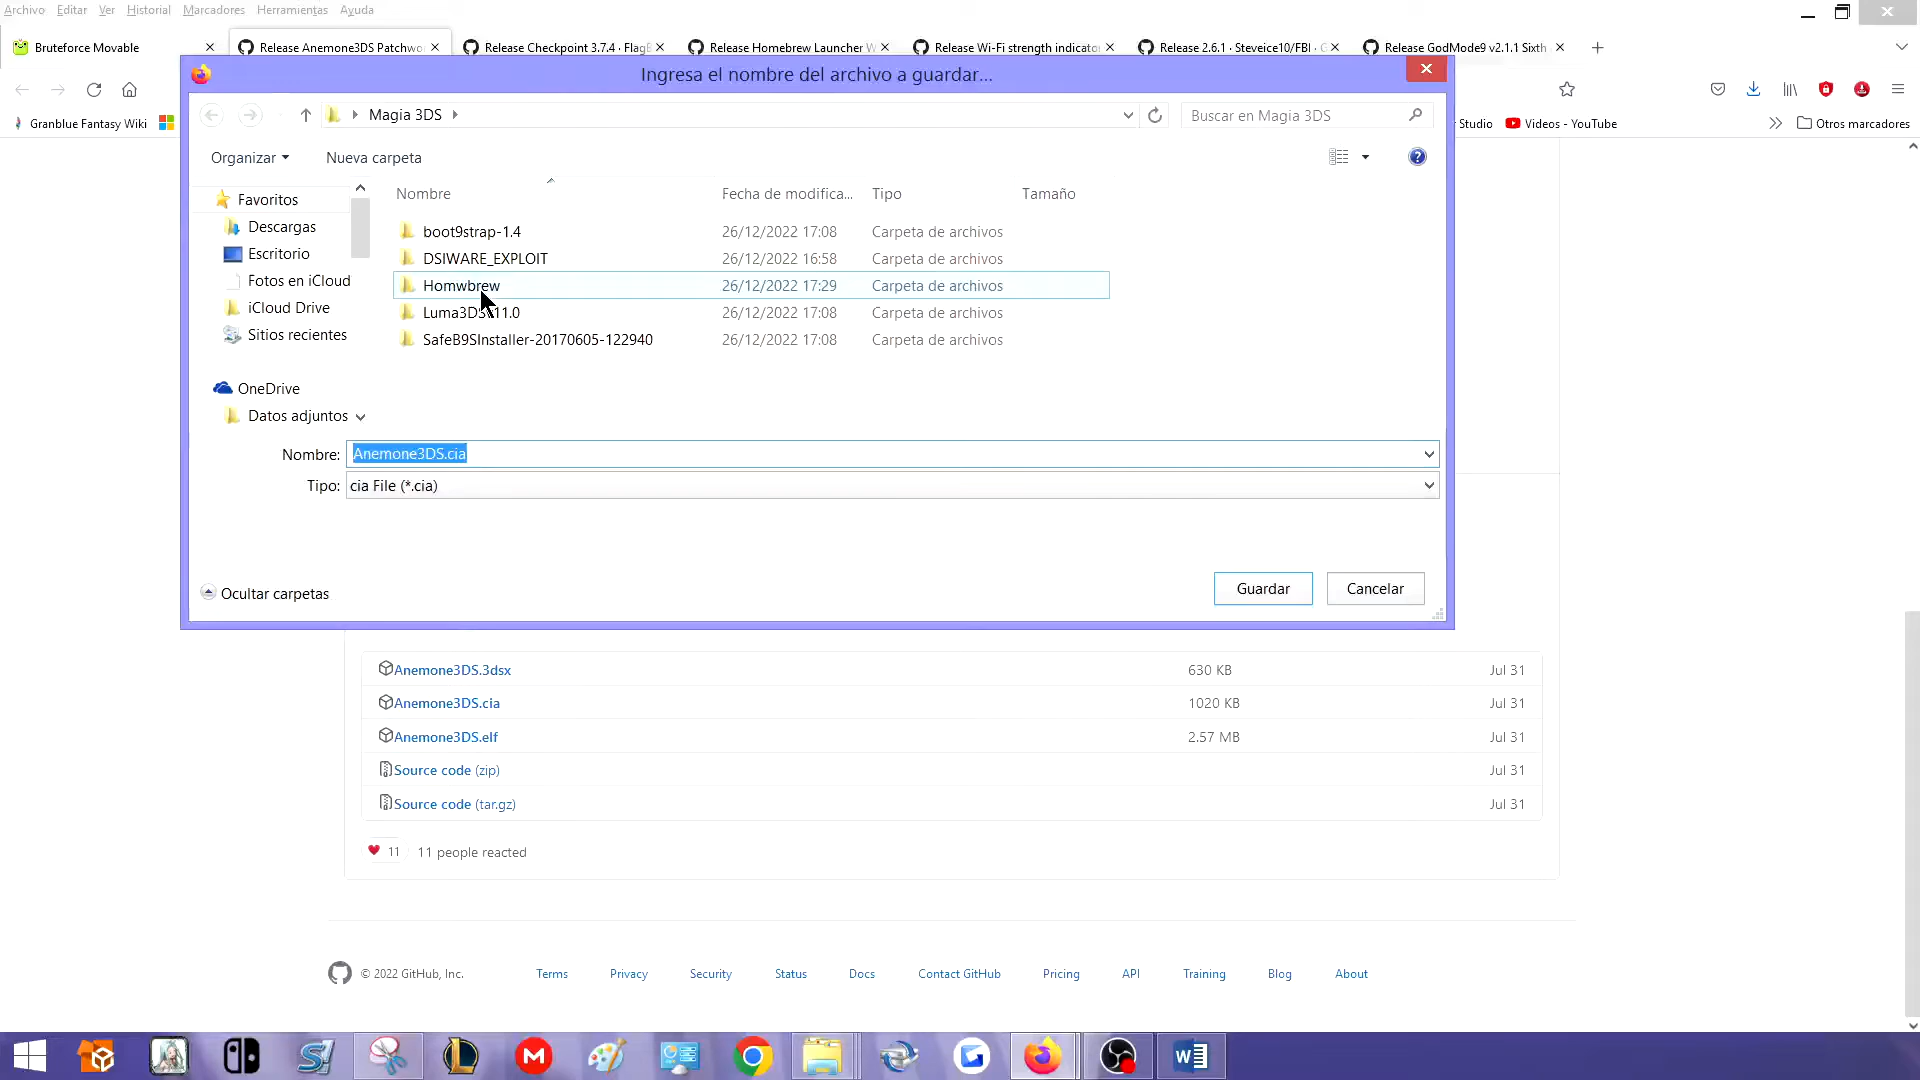 Archivo Editar Ver Historial Marcadores Herramientas Ayuda
Bruteforce Movable
Release Anemone3DS Patchwo
Release Checkpoint 3.7.4 · FlagB
Release Homebrew Launcher W
Release Wi-Fi strength indicato
Release 2.6.1 · Steveice10/FBI · G
Release GodMode9 v2.1.1 Sixth
Ingresa el nombre del archivo a guardar...
Magia 3DS
Buscar en Magia 3DS
Granblue Fantasy Wiki
Studio
Videos - YouTube
Otros marcadores
Organizar
Nueva carpeta
Nombre Fecha de modifica... Tipo Tamaño
Favoritos
Descargas
Escritorio
Fotos en iCloud
iCloud Drive
Sitios recientes
OneDrive
Datos adjuntos
boot9strap-1.4 26/12/2022 17:08 Carpeta de archivos
DSIWARE_EXPLOIT 26/12/2022 16:58 Carpeta de archivos
Homwbrew 26/12/2022 17:29 Carpeta de archivos
Luma3DS 11.0 26/12/2022 17:08 Carpeta de archivos
SafeB9SInstaller-20170605-122940 26/12/2022 17:08 Carpeta de archivos
Nombre: Anemone3DS.cia
Tipo: cia File (*.cia)
Ocultar carpetas
Guardar
Cancelar
Anemone3DS.3dsx 630 KB Jul 31
Anemone3DS.cia 1020 KB Jul 31
Anemone3DS.elf 2.57 MB Jul 31
Source code (zip) Jul 31
Source code (tar.gz) Jul 31
11 11 people reacted
© 2022 GitHub, Inc. Terms Privacy Security Status Docs Contact GitHub Pricing API Training Blog About